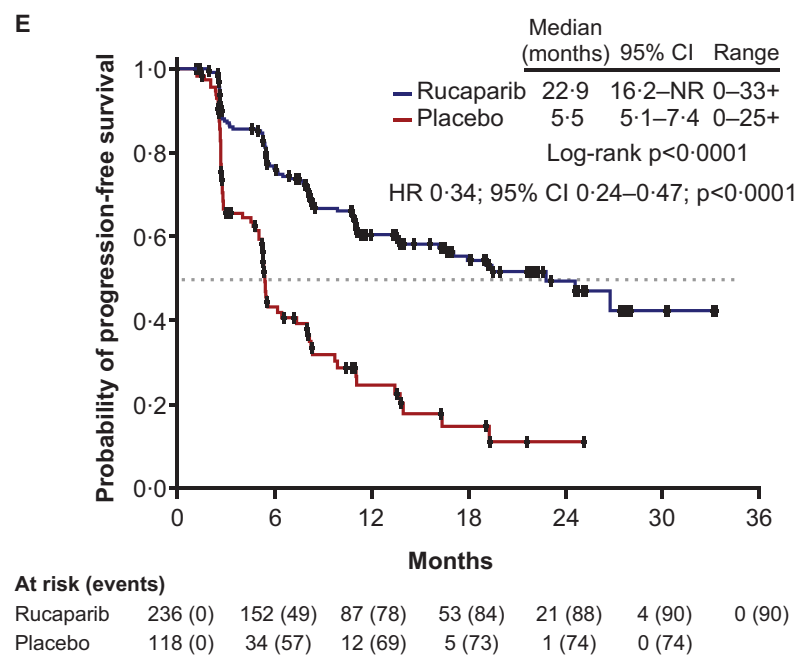 E
Median
(months) 95% CI Range
Rucaparib 22·9 16·2–NR 0–33+
Placebo 5·5 5·1–7·4 0–25+
Log-rank p<0·0001
HR 0·34; 95% CI 0·24–0·47; p<0·0001
Probability of progression-free survival
1·0
0·8
0·6
0·4
0·2
0·0
0 6 12 18 24 30 36
Months
At risk (events)
Rucaparib 236 (0) 152 (49) 87 (78) 53 (84) 21 (88) 4 (90) 0 (90)
Placebo 118 (0) 34 (57) 12 (69) 5 (73) 1 (74) 0 (74)